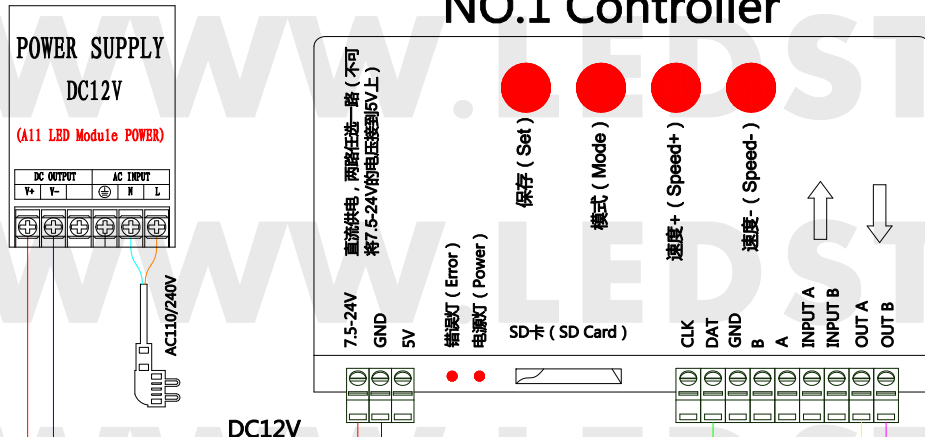 NO.1 Controller
POWER SUPPLY
DC12V
(All LED Module POWER)
DC OUTPUT
AC INPUT
V+
V-
N
L
AC110/240V
直流供电，两路任选一路（不可
将7.5-24V的电压接到5V上）
保存（Set）
模式（Mode）
速度+（Speed+）
速度-（Speed-）
7.5-24V
GND
5V
错误灯（Error）
电源灯（Power）
SD卡（SD Card）
CLK
DAT
GND
B
A
INPUT A
INPUT B
OUT A
OUT B
DC12V
WWW.LEDST
WWW.LEDST